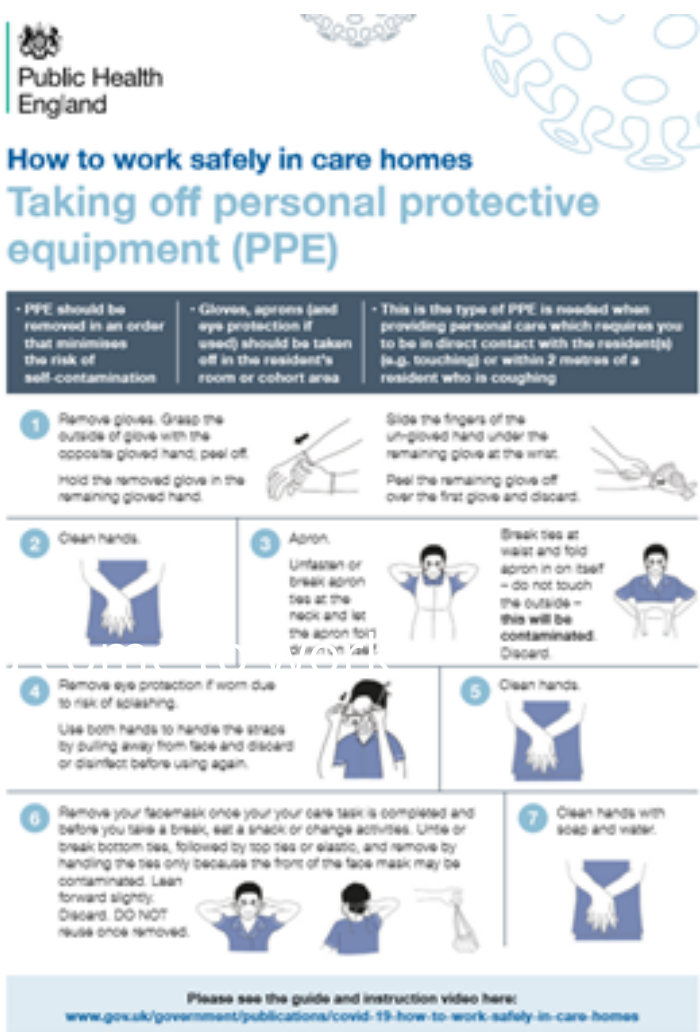 Public Health
England
How to work safely in care homes
Taking off personal protective
equipment (PPE)
• PPE should be
removed in an order
that minimises
the risk of
self-contamination
• Gloves, aprons (and
eye protection if
used) should be taken
off in the resident's
room or cohort area
• This is the type of PPE is needed when
providing personal care which requires you
to be in direct contact with the resident(s)
(e.g. touching) or within 2 metres of a
resident who is coughing
1
Remove gloves. Grasp the
outside of glove with the
opposite gloved hand; peel off.
Hold the removed glove in the
remaining gloved hand.
Slide the fingers of the
un-gloved hand under the
remaining glove at the wrist.
Peel the remaining glove off
over the first glove and discard.
2
Clean hands.
3
Apron.
Unfasten or
break apron
ties at the
neck and let
the apron fold
Break ties at
waist and fold
apron in on itself
– do not touch
the outside –
this will be
contaminated.
Discard.
to work
4
Remove eye protection if worn due
to risk of splashing.
Use both hands to handle the straps
by pulling away from face and discard
or disinfect before using again.
5
Clean hands.
6
Remove your facemask once your your care task is completed and
before you take a break, eat a snack or change activities. Untie or
break bottom ties, followed by top ties or elastic, and remove by
handling the ties only because the front of the face mask may be
contaminated. Lean
forward slightly.
Discard. DO NOT
reuse once removed.
7
Clean hands with
soap and water.
Please see the guide and instruction video here:
www.gov.uk/government/publications/covid-19-how-to-work-safely-in-care-homes